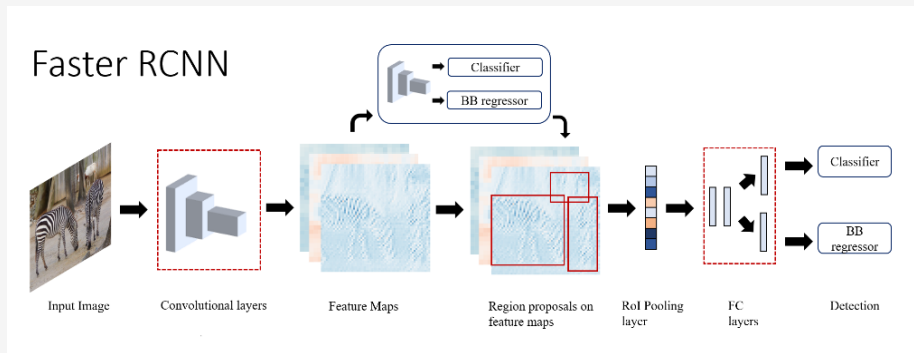 Faster RCNN
Classifier
BB regressor
Classifier
BB
regressor
Input Image
Convolutional layers
Feature Maps
Region proposals on
feature maps
RoI Pooling
layer
FC
layers
Detection